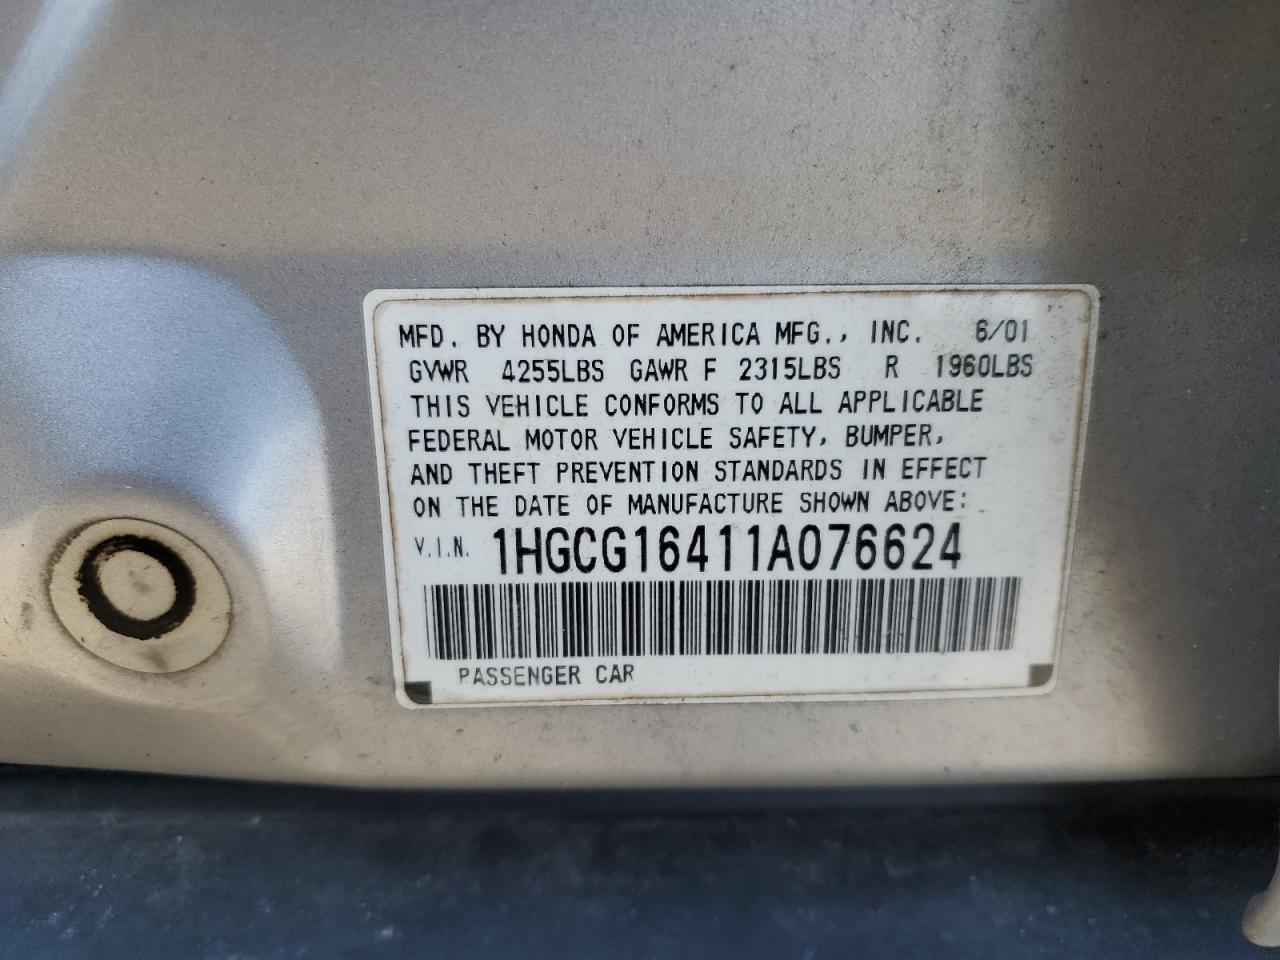 MFD. BY HONDA OF AMERICA MFG., INC. 6/01
GVWR 4255LBS GAWR F 2315LBS R 1960LBS
THIS VEHICLE CONFORMS TO ALL APPLICABLE
FEDERAL MOTOR VEHICLE SAFETY, BUMPER,
AND THEFT PREVENTION STANDARDS IN EFFECT
ON THE DATE OF MANUFACTURE SHOWN ABOVE:
V.I.N. 1HGCG16411A076624
PASSENGER CAR